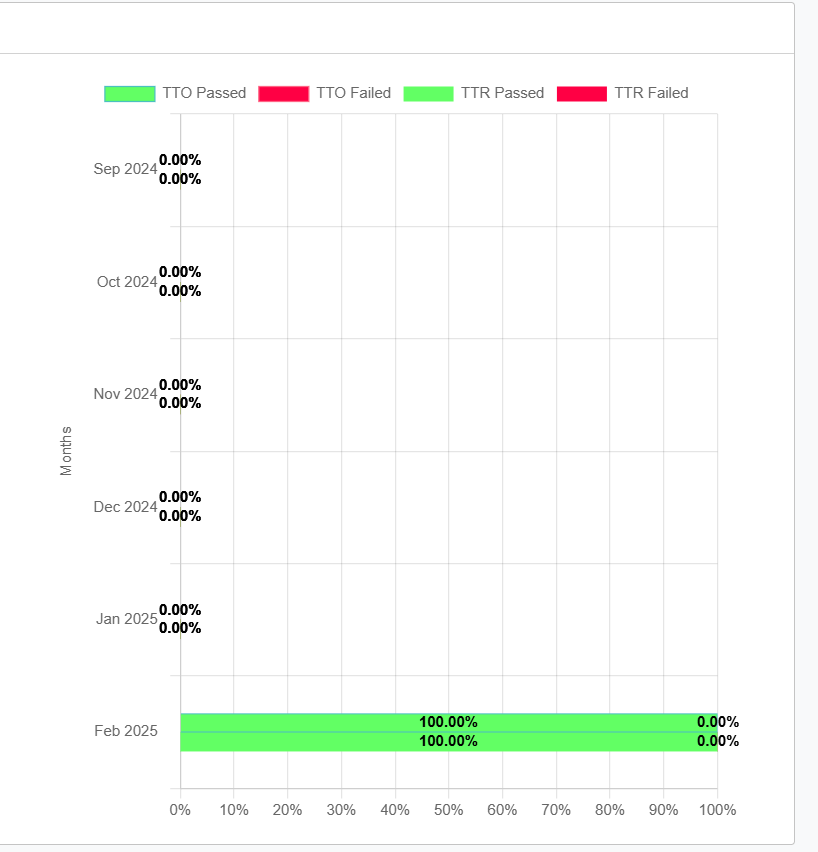 TTO Passed TTO Failed TTR Passed TTR Failed
Months
Sep 2024
0.00%
0.00%
Oct 2024
0.00%
0.00%
Nov 2024
0.00%
0.00%
Dec 2024
0.00%
0.00%
Jan 2025
0.00%
0.00%
Feb 2025
100.00% 0.00%
100.00% 0.00%
0% 10% 20% 30% 40% 50% 60% 70% 80% 90% 100%